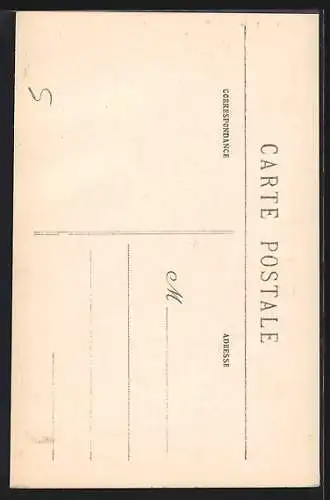 CARTE POSTALE
CORRESPONDANCE
ADRESSE
M
5